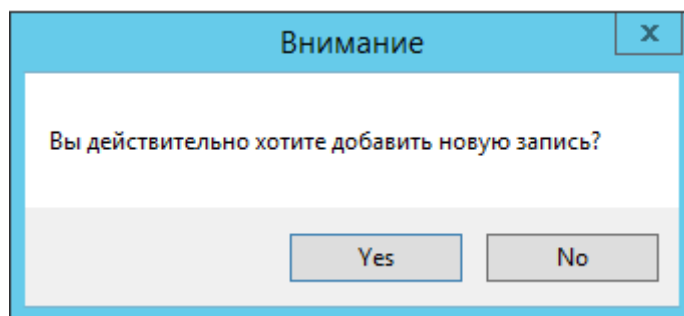 Внимание
x
Вы действительно хотите добавить новую запись?
Yes No